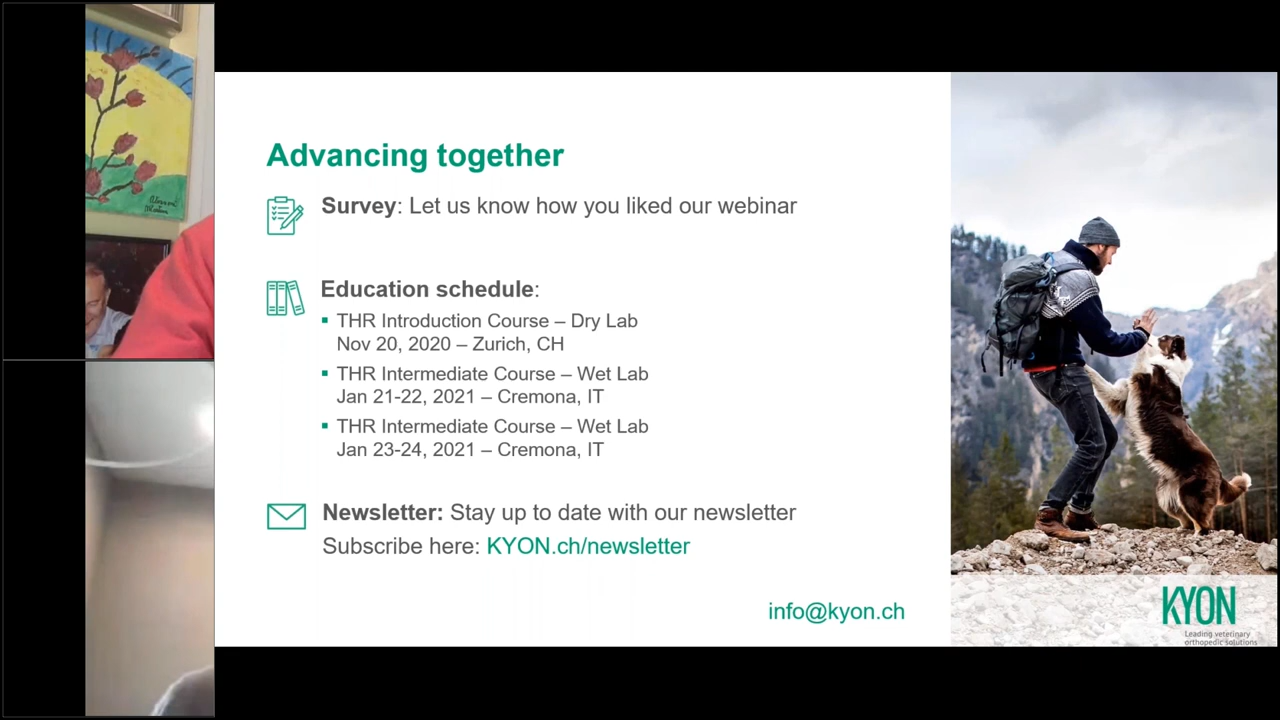 Advancing together
Survey: Let us know how you liked our webinar
Education schedule:
THR Introduction Course – Dry Lab
Nov 20, 2020 – Zurich, CH
THR Intermediate Course – Wet Lab
Jan 21-22, 2021 – Cremona, IT
THR Intermediate Course – Wet Lab
Jan 23-24, 2021 – Cremona, IT
Newsletter: Stay up to date with our newsletter
Subscribe here: KYON.ch/newsletter
info@kyon.ch
KYON
Leading veterinary
orthopedic solutions